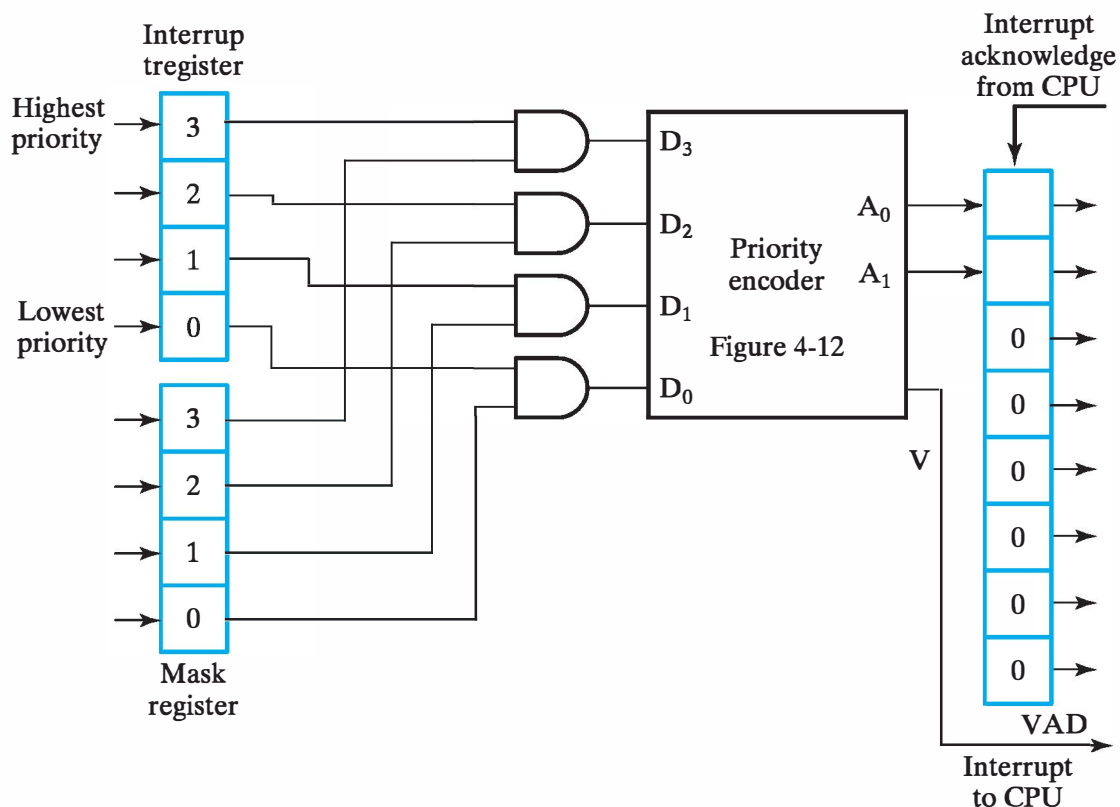 Interrup
tregister
Highest
priority
3
2
1
Lowest
priority
0
3
2
1
0
Mask
register
D3
D2
D1
D0
Priority
encoder
Figure 4-12
A0
A1
V
Interrupt
acknowledge
from CPU
0
0
0
0
0
0
VAD
Interrupt
to CPU